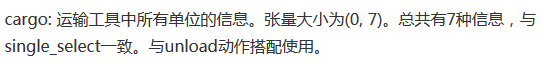 cargo: 运输工具中所有单位的信息。张量大小为(0, 7)。总共有7种信息，与
single_select一致。与unload动作搭配使用。